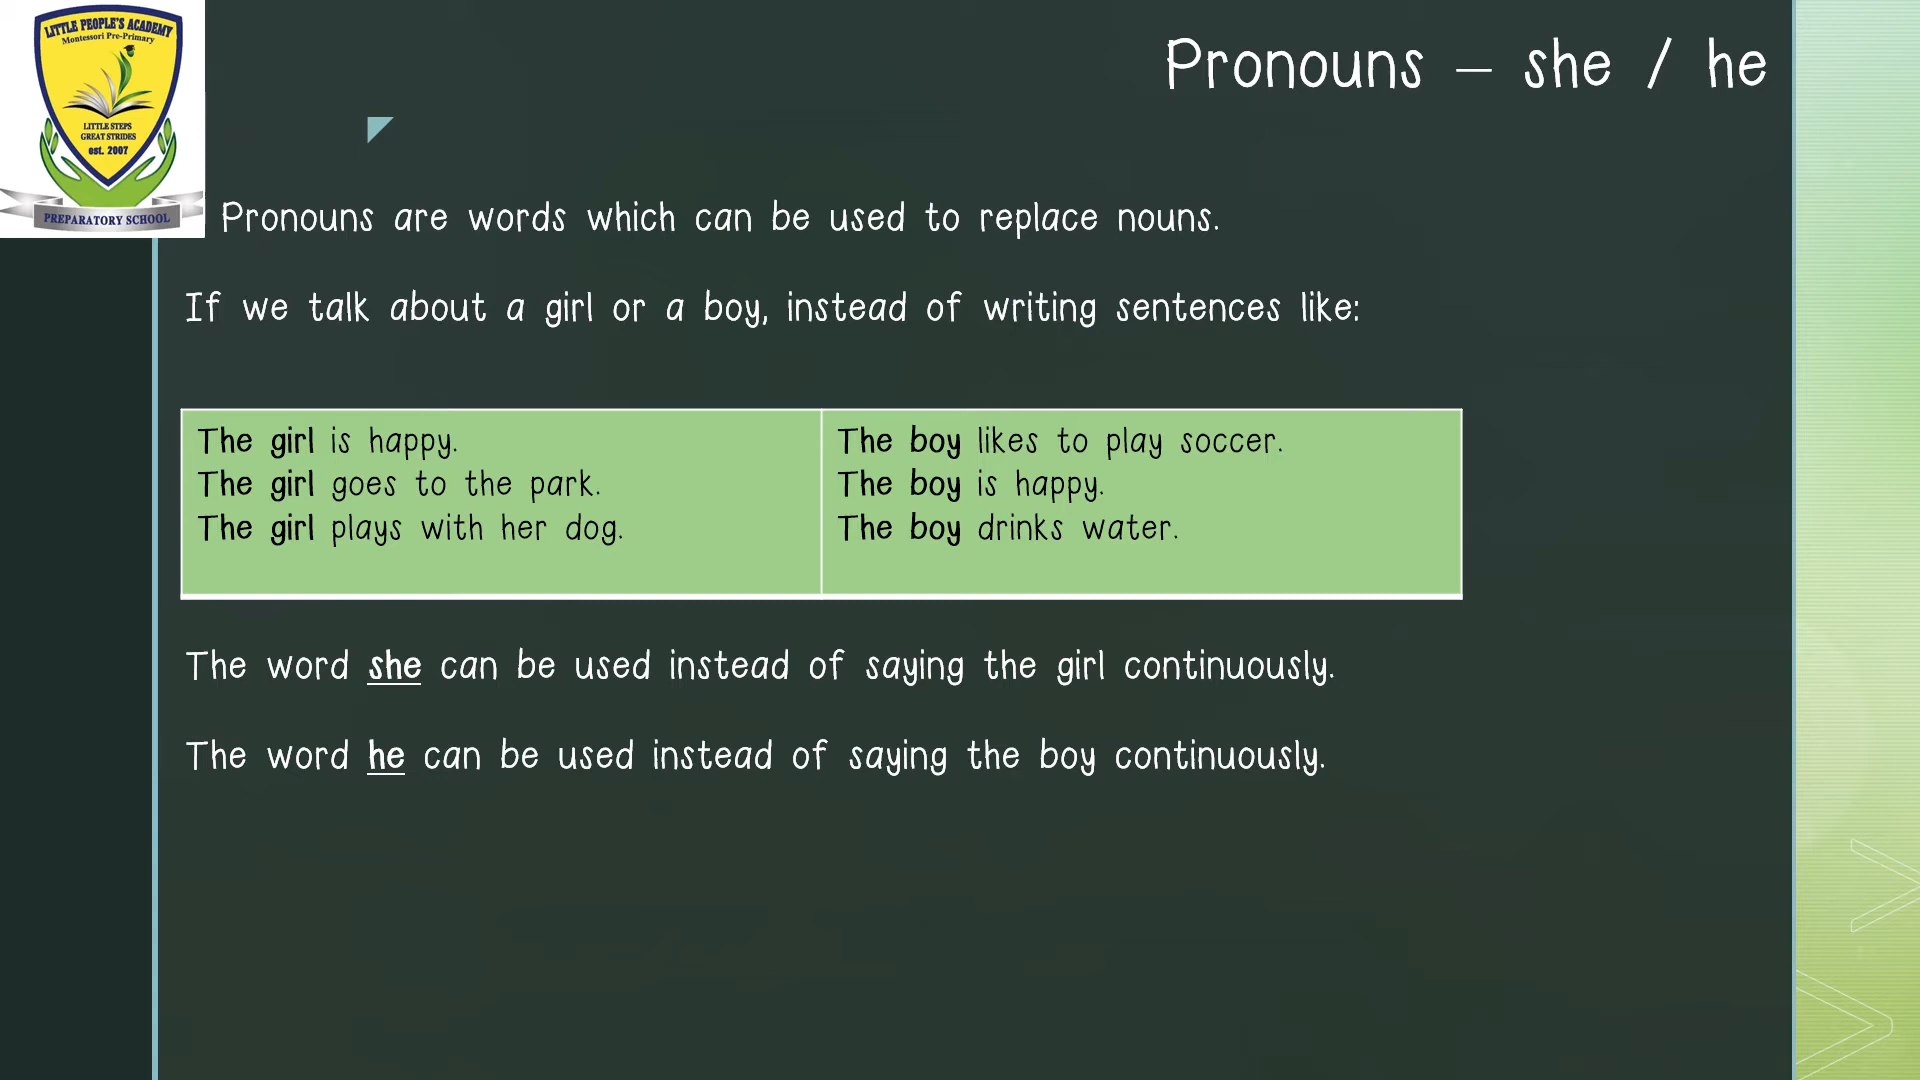 LITTLE PEOPLE'S ACADEMY
Montessori Pre-Primary
LITTLE STEPS
GREAT STRIDES
est. 2007
PREPARATORY SCHOOL
Pronouns – she / he
Pronouns are words which can be used to replace nouns.
If we talk about a girl or a boy, instead of writing sentences like:
The girl is happy.
The girl goes to the park.
The girl plays with her dog.
The boy likes to play soccer.
The boy is happy.
The boy drinks water.
The word she can be used instead of saying the girl continuously.
The word he can be used instead of saying the boy continuously.